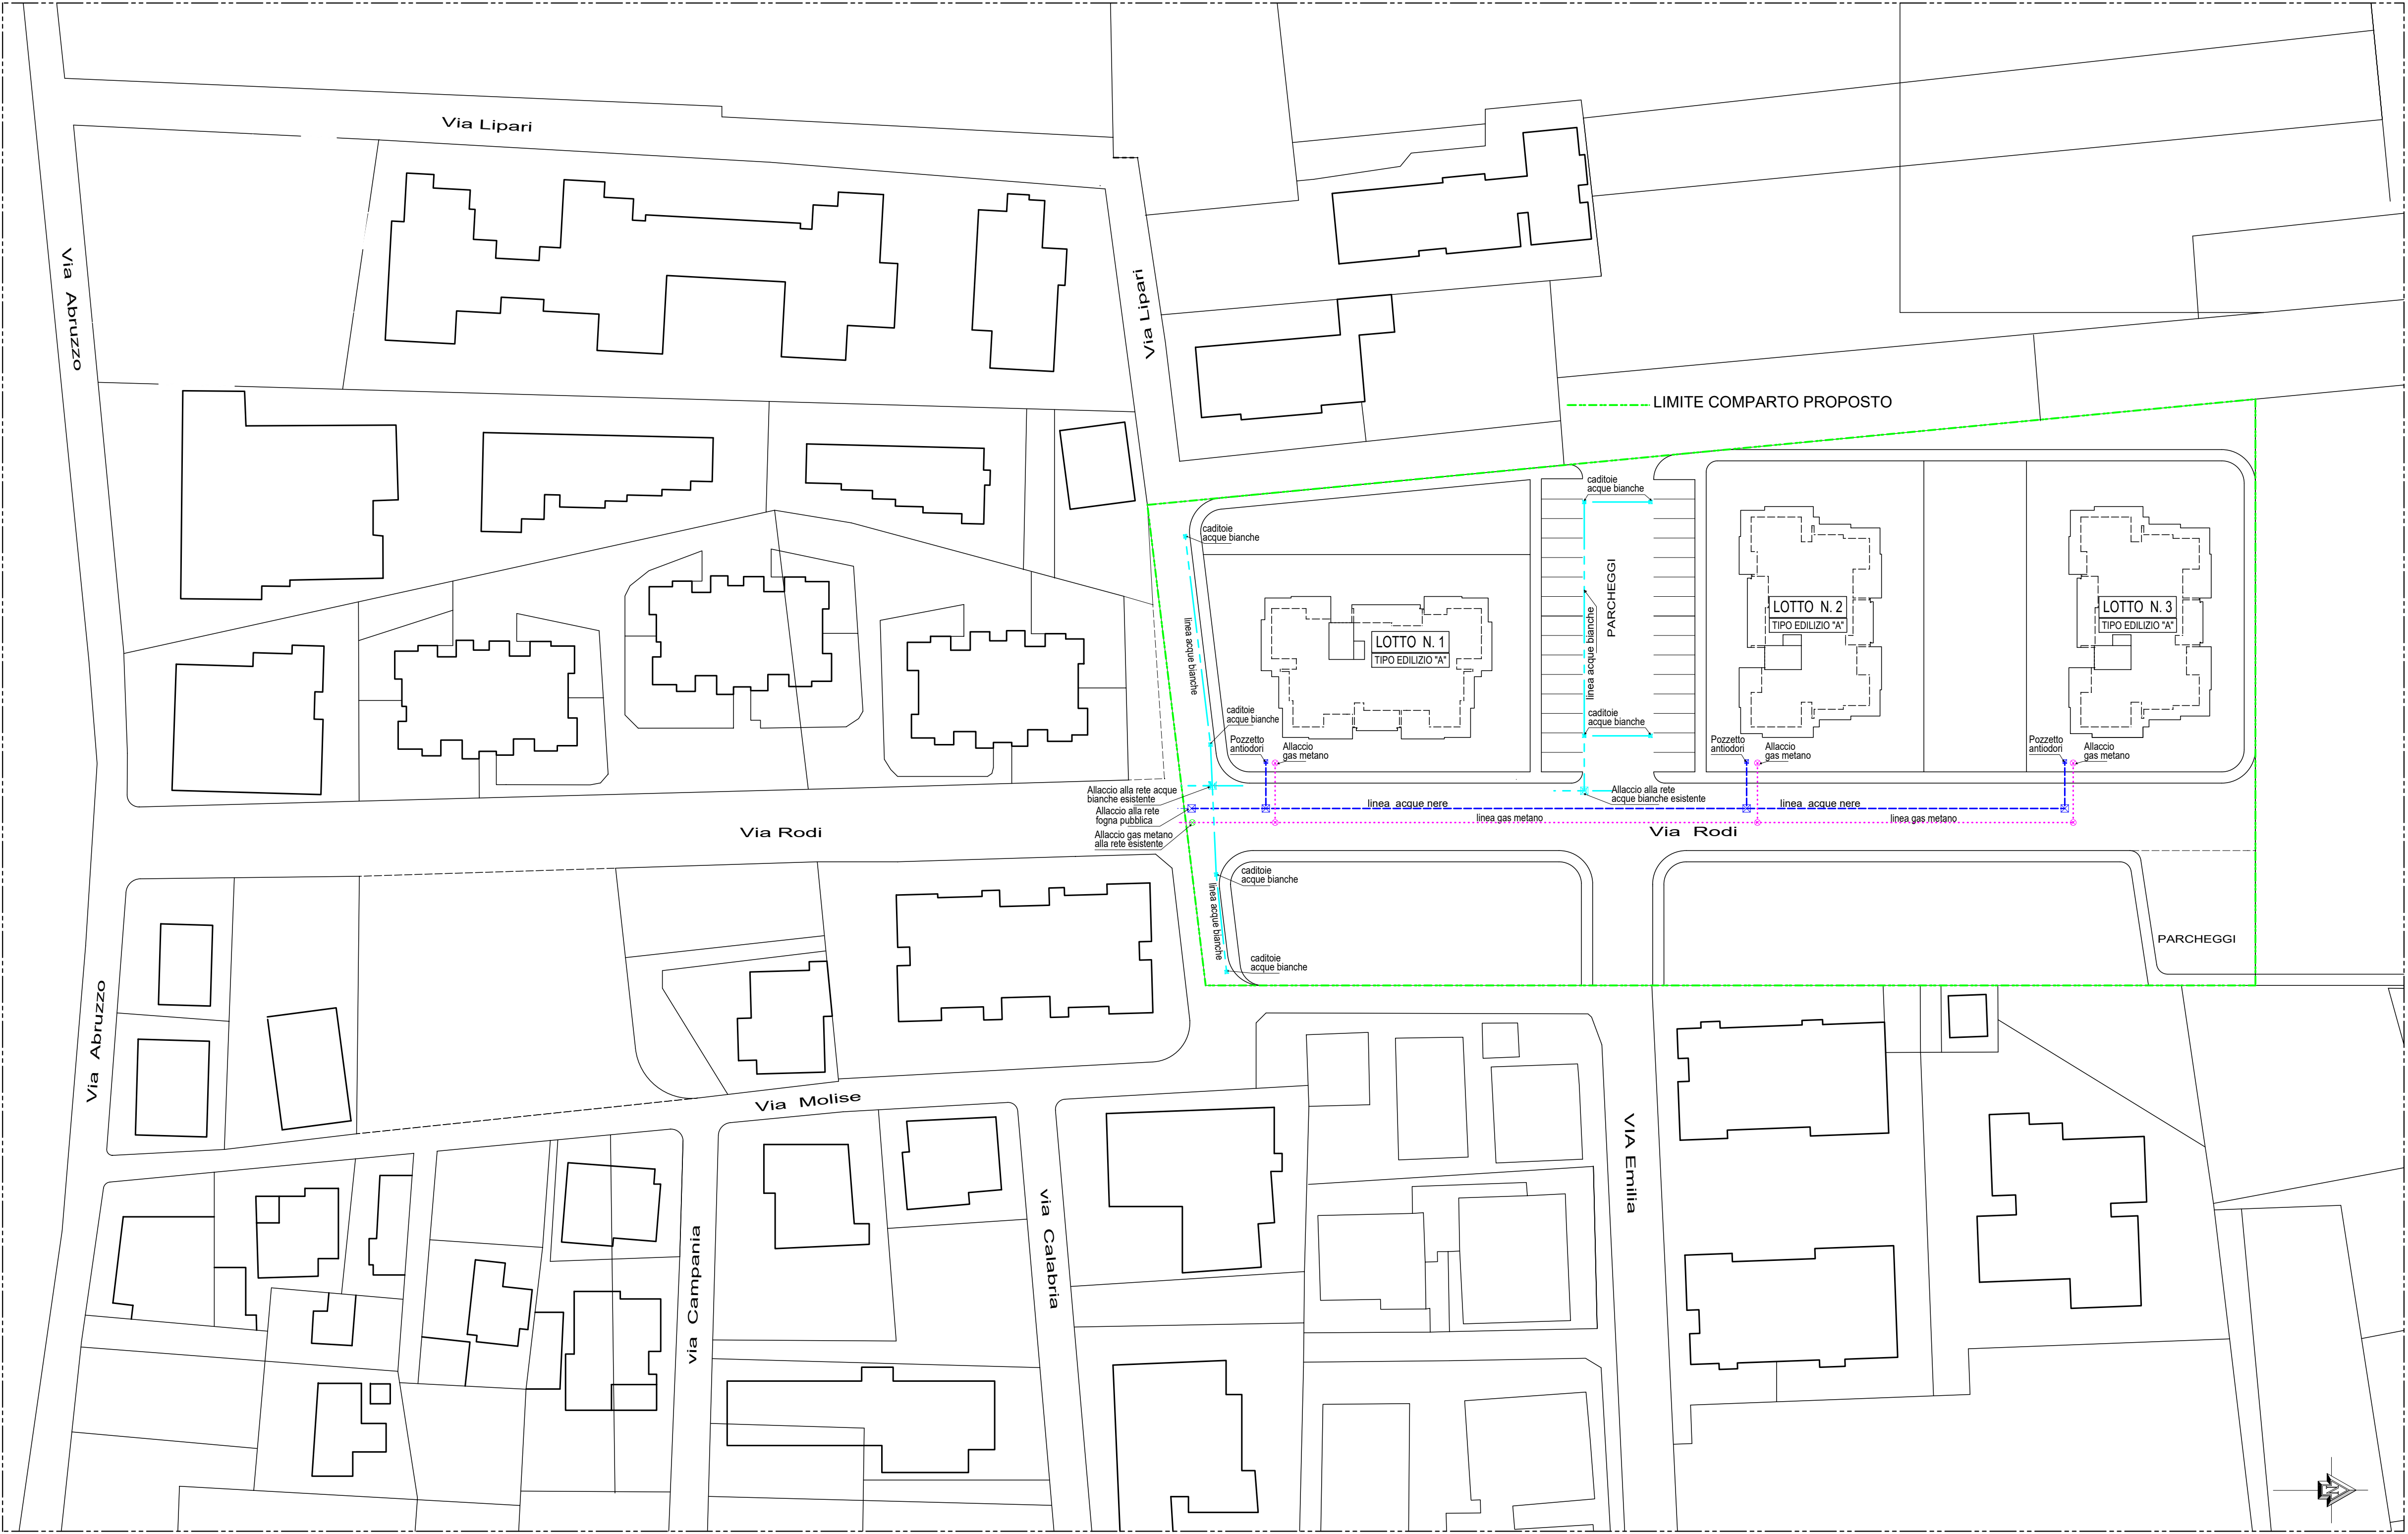 Via Lipari
Via Abruzzo
Via Lipari
LIMITE COMPARTO PROPOSTO
caditoie
acque bianche
caditoie
acque bianche
linea acque bianche
PARCHEGGI
linea acque bianche
LOTTO N. 1
TIPO EDILIZIO "A"
LOTTO N. 2
TIPO EDILIZIO "A"
LOTTO N. 3
TIPO EDILIZIO "A"
caditoie
acque bianche
caditoie
acque bianche
Pozzetto
antiodori
Allaccio
gas metano
Pozzetto
antiodori
Allaccio
gas metano
Pozzetto
antiodori
Allaccio
gas metano
Allaccio alla rete acque
bianche esistente
Allaccio alla rete
fogna pubblica
Allaccio gas metano
alla rete esistente
Allaccio alla rete
acque bianche esistente
linea acque nere
linea acque nere
linea gas metano
linea gas metano
Via Rodi
Via Rodi
caditoie
acque bianche
linea acque bianche
caditoie
acque bianche
PARCHEGGI
Via Abruzzo
Via Molise
via Campania
via Calabria
VIA Emilia
N